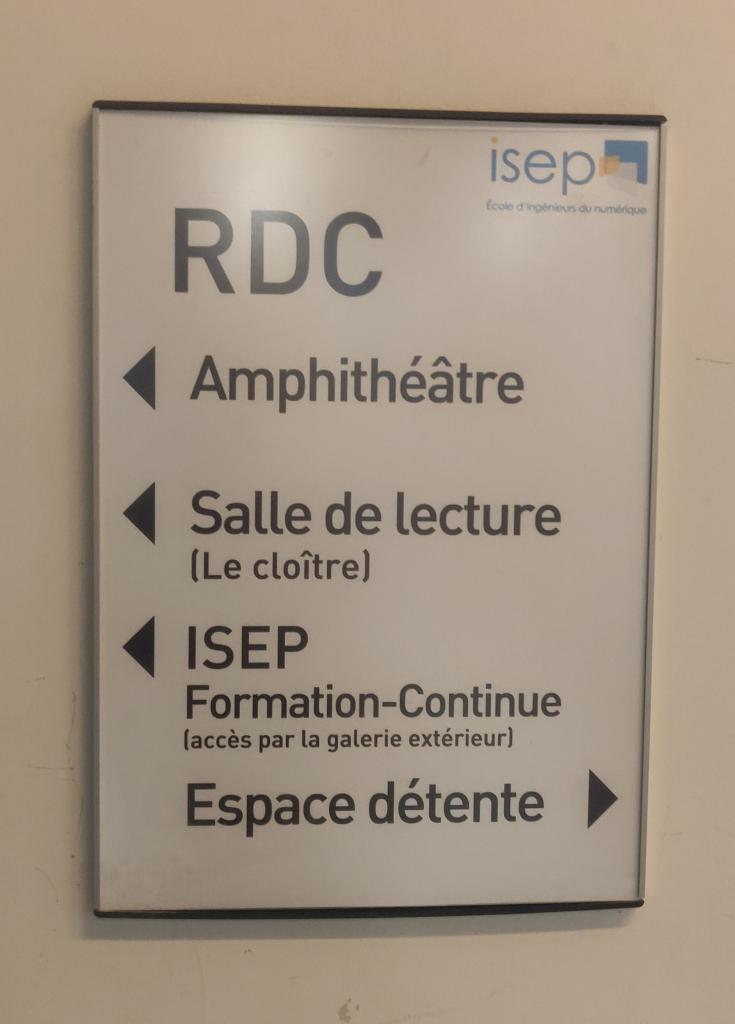 isep
École d'ingénieurs du numérique
RDC
Amphithéâtre
Salle de lecture
(Le cloître)
ISEP
Formation-Continue
(accès par la galerie extérieur)
Espace détente